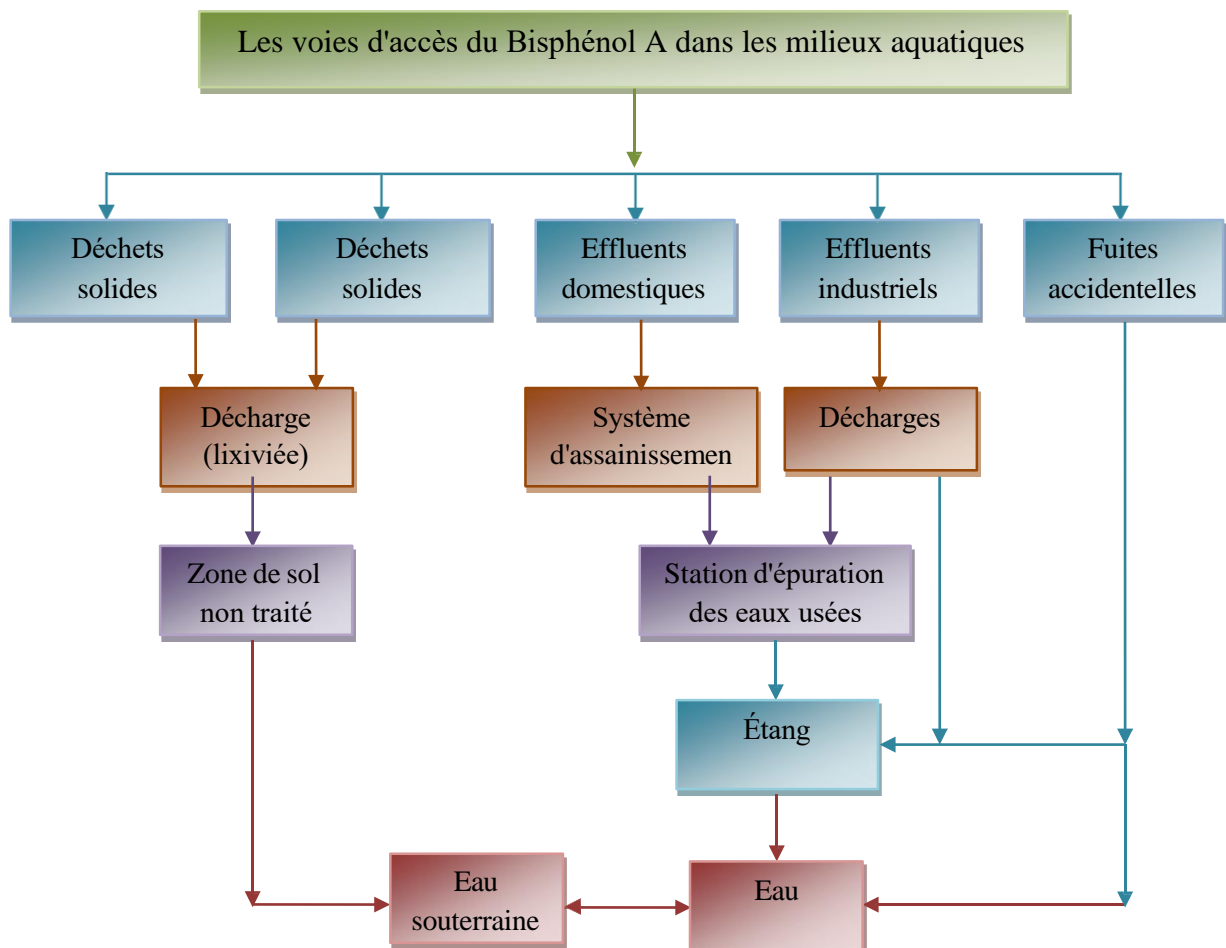 Les voies d'accès du Bisphénol A dans les milieux aquatiques
Déchets
solides
Déchets
solides
Effluents
domestiques
Effluents
industriels
Fuites
accidentelles
Décharge
(lixiviée)
Système
d'assainissemen
Décharges
Zone de sol
non traité
Station d'épuration
des eaux usées
Étang
Eau
souterraine
Eau